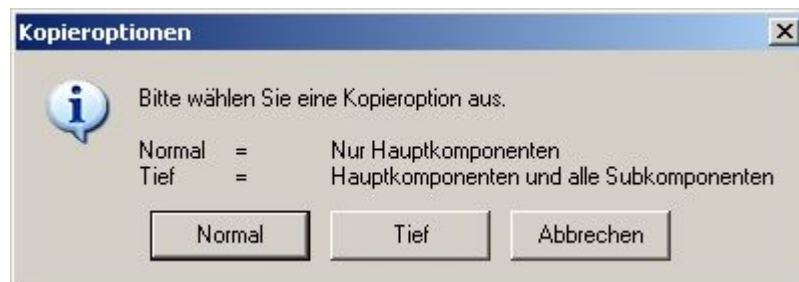 Kopieroptionen
Bitte wählen Sie eine Kopieroption aus.
Normal = Nur Hauptkomponenten
Tief = Hauptkomponenten und alle Subkomponenten
Normal Tief Abbrechen